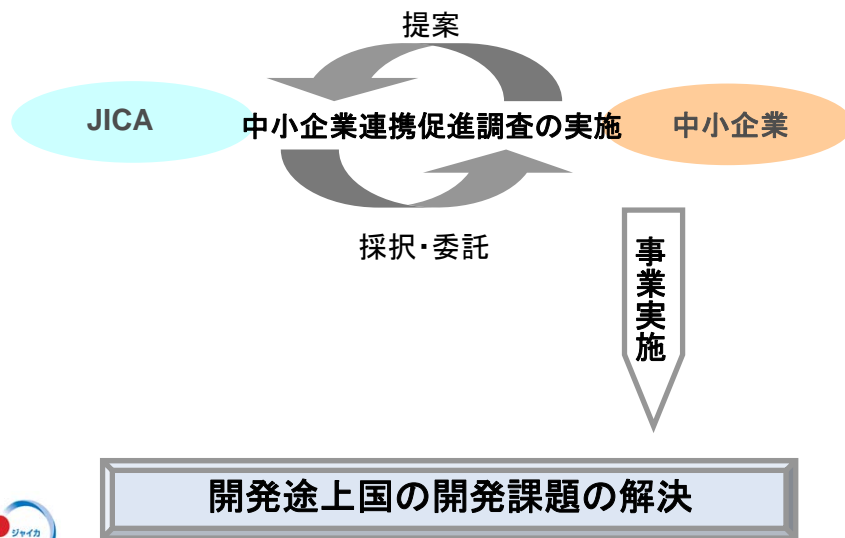 提案
JICA
中小企業連携促進調査の実施
中小企業
採択・委託
事業実施
開発途上国の開発課題の解決
ジャイカ